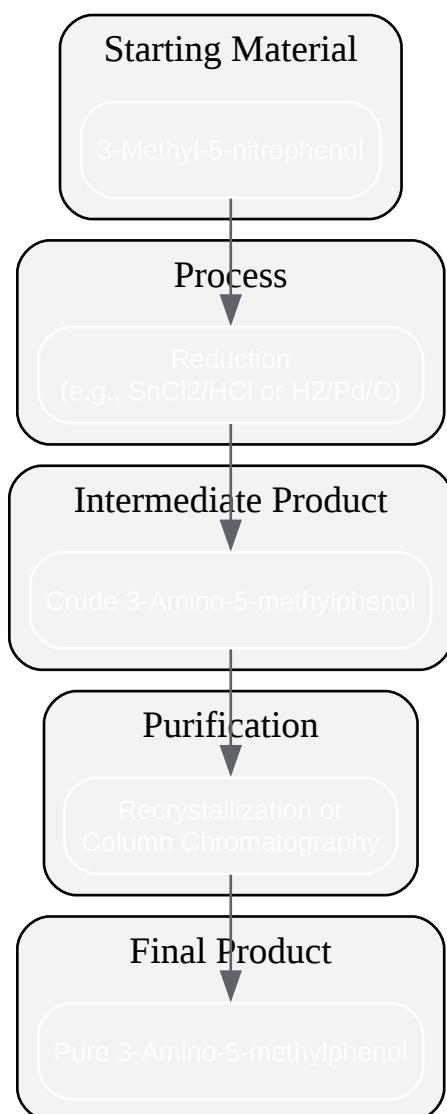 Starting Material
3-Methyl-5-nitrophenol
Process
Reduction
(e.g., SnCl2/HCl or H2/Pd/C)
Intermediate Product
Crude 3-Amino-5-methylphenol
Purification
Recrystallization or
Column Chromatography
Final Product
Pure 3-Amino-5-methylphenol